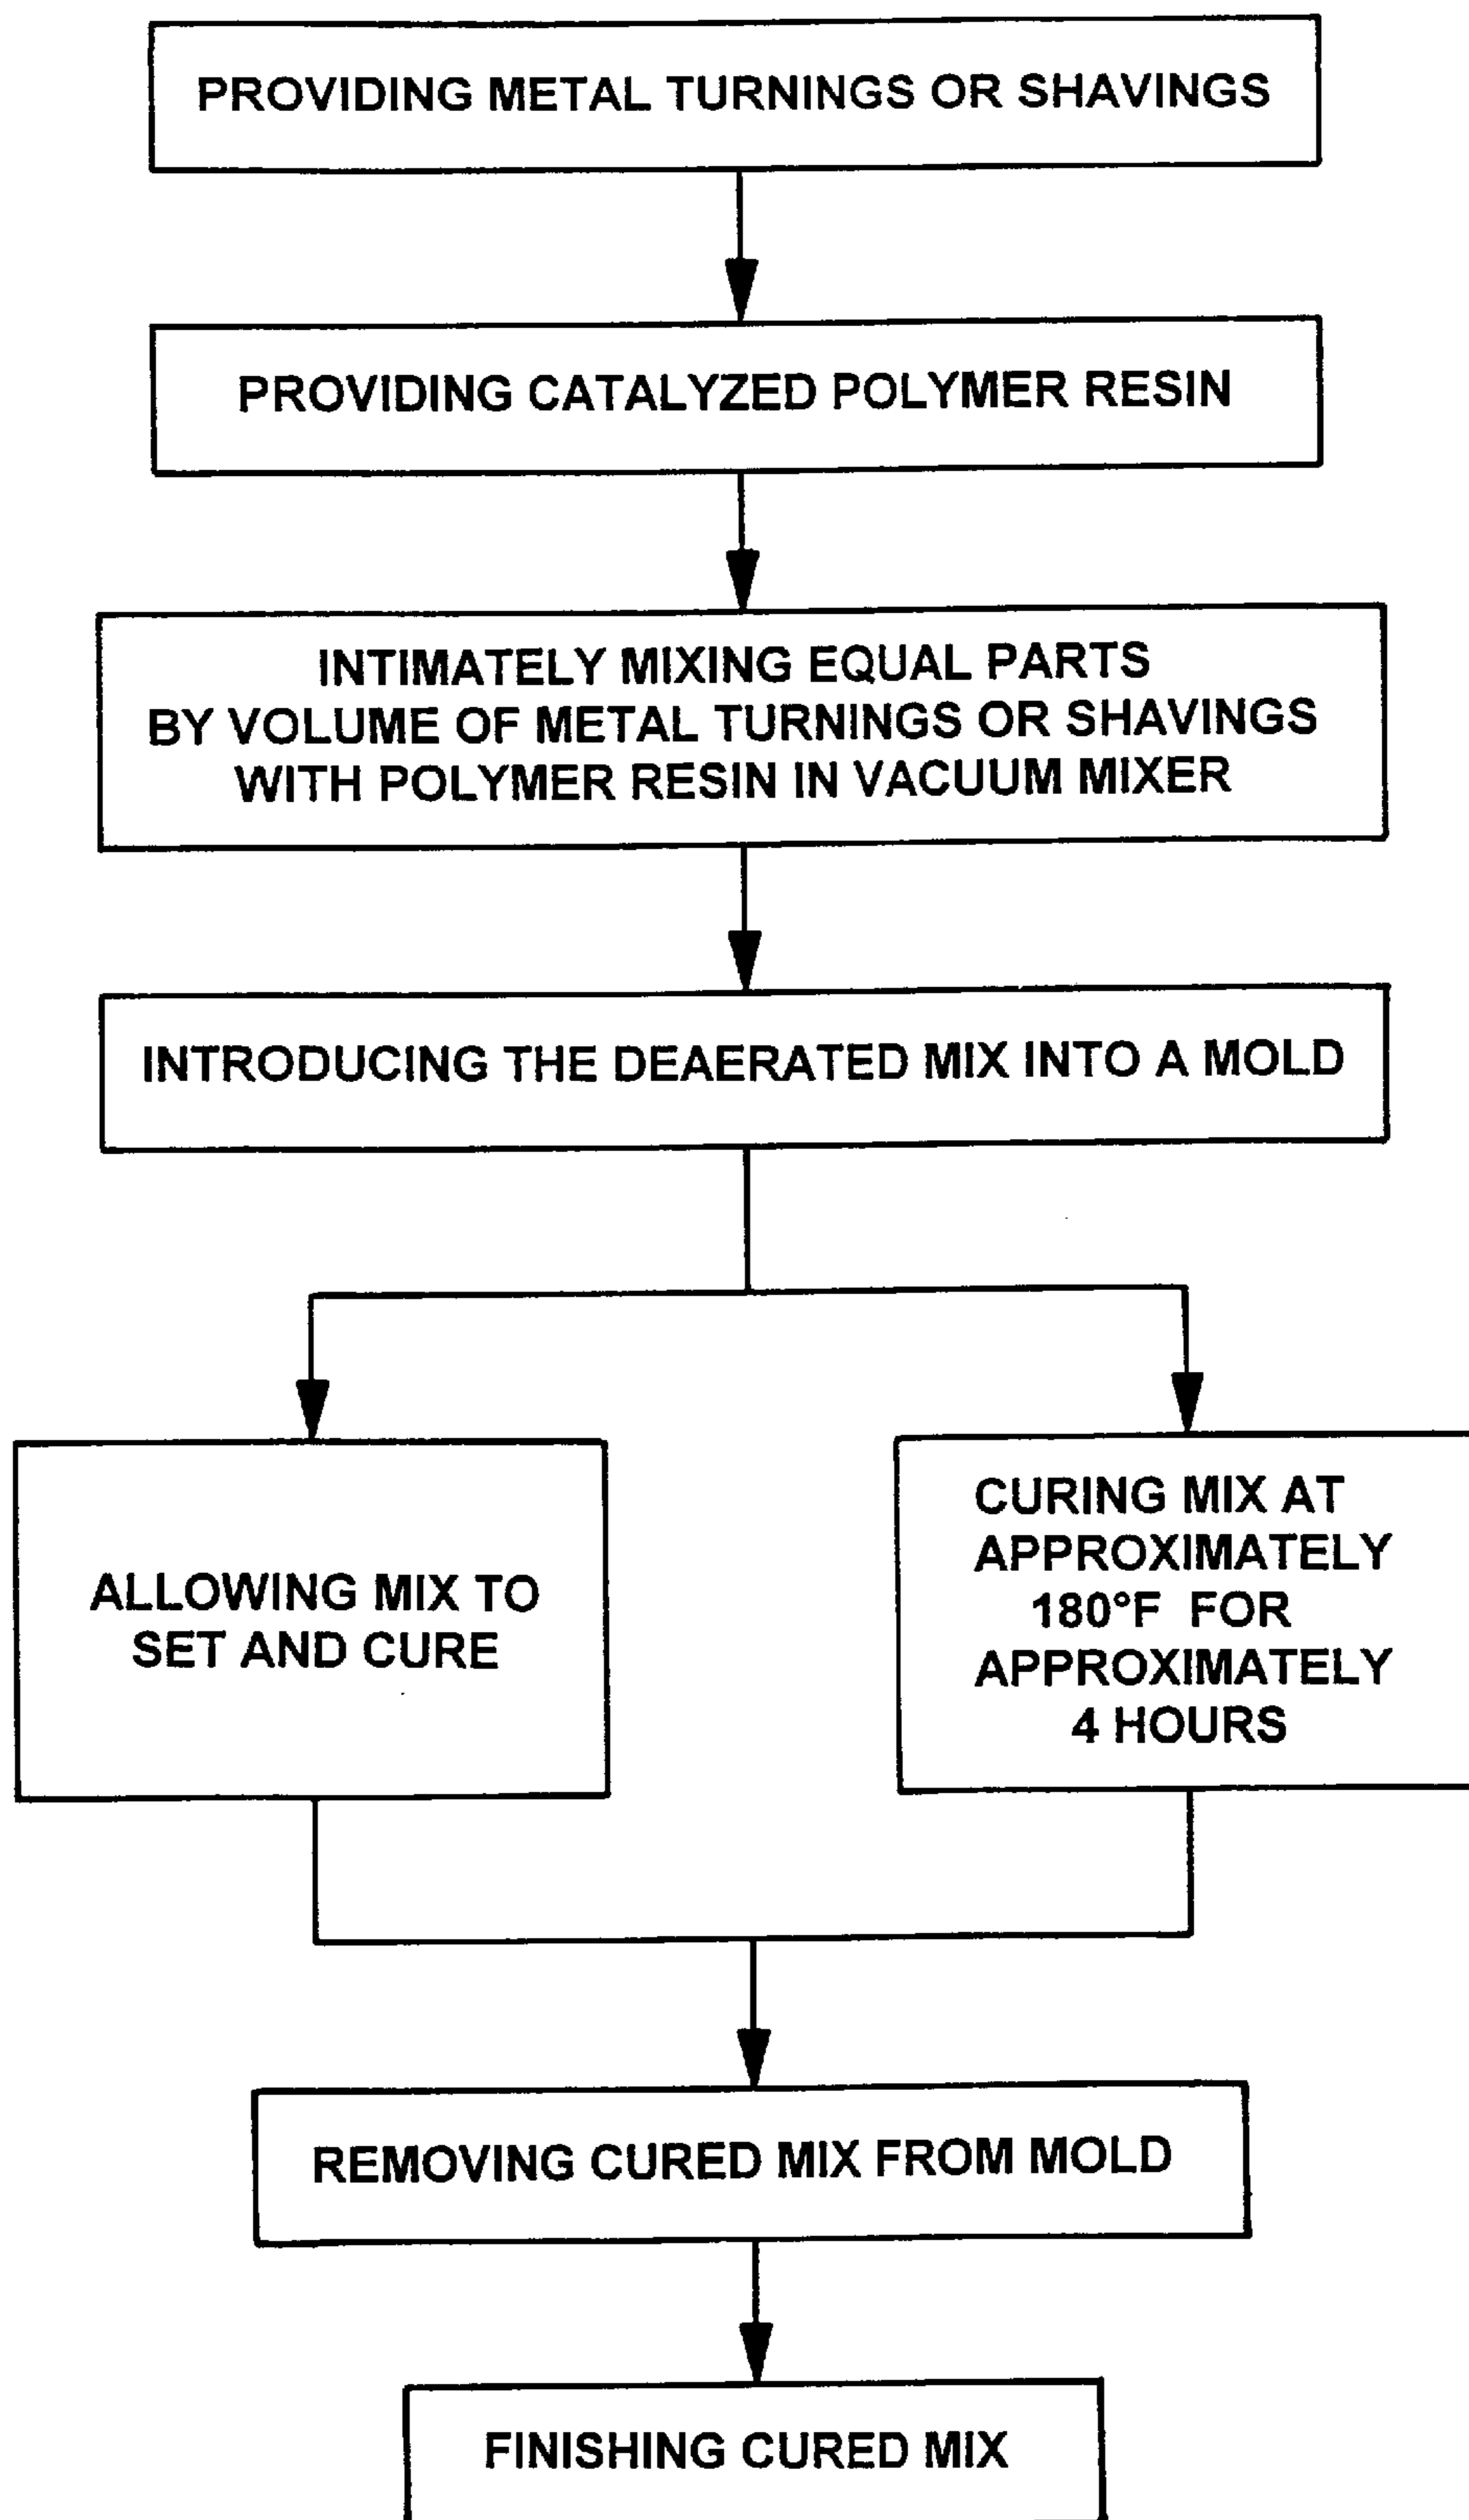 PROVIDING METAL TURNINGS OR SHAVINGS
PROVIDING CATALYZED POLYMER RESIN
INTIMATELY MIXING EQUAL PARTS
BY VOLUME OF METAL TURNINGS OR SHAVINGS
WITH POLYMER RESIN IN VACUUM MIXER
INTRODUCING THE DEAERATED MIX INTO A MOLD
ALLOWING MIX TO
SET AND CURE
CURING MIX AT
APPROXIMATELY
180°F FOR
APPROXIMATELY
4 HOURS
REMOVING CURED MIX FROM MOLD
FINISHING CURED MIX